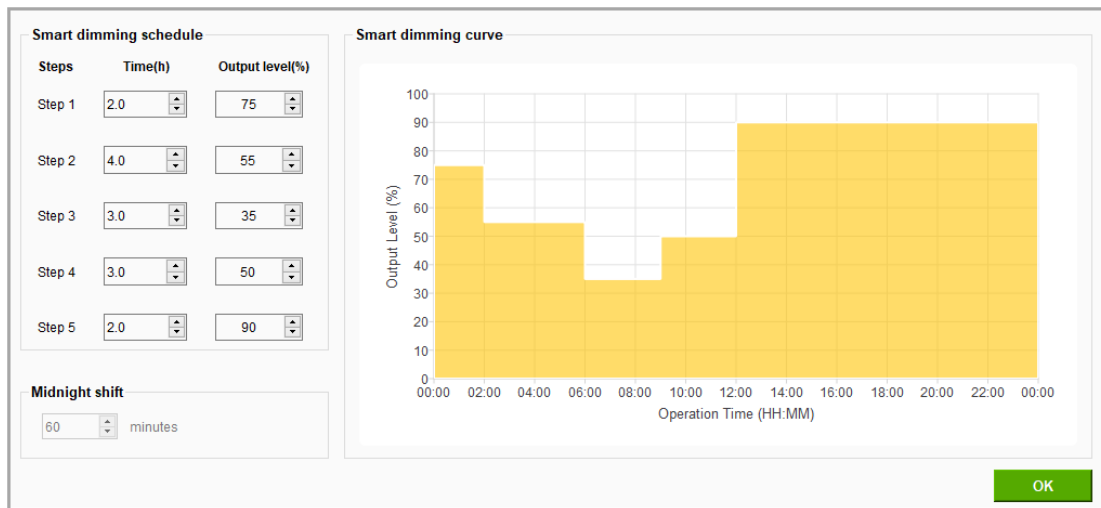 Smart dimming schedule
Steps Time(h) Output level(%)
Step 1 2.0 75
Step 2 4.0 55
Step 3 3.0 35
Step 4 3.0 50
Step 5 2.0 90
Midnight shift
60 minutes
Smart dimming curve
100
90
80
70
60
50
40
30
20
10
0
Output Level (%)
00:00 02:00 04:00 06:00 08:00 10:00 12:00 14:00 16:00 18:00 20:00 22:00 00:00
Operation Time (HH:MM)
OK